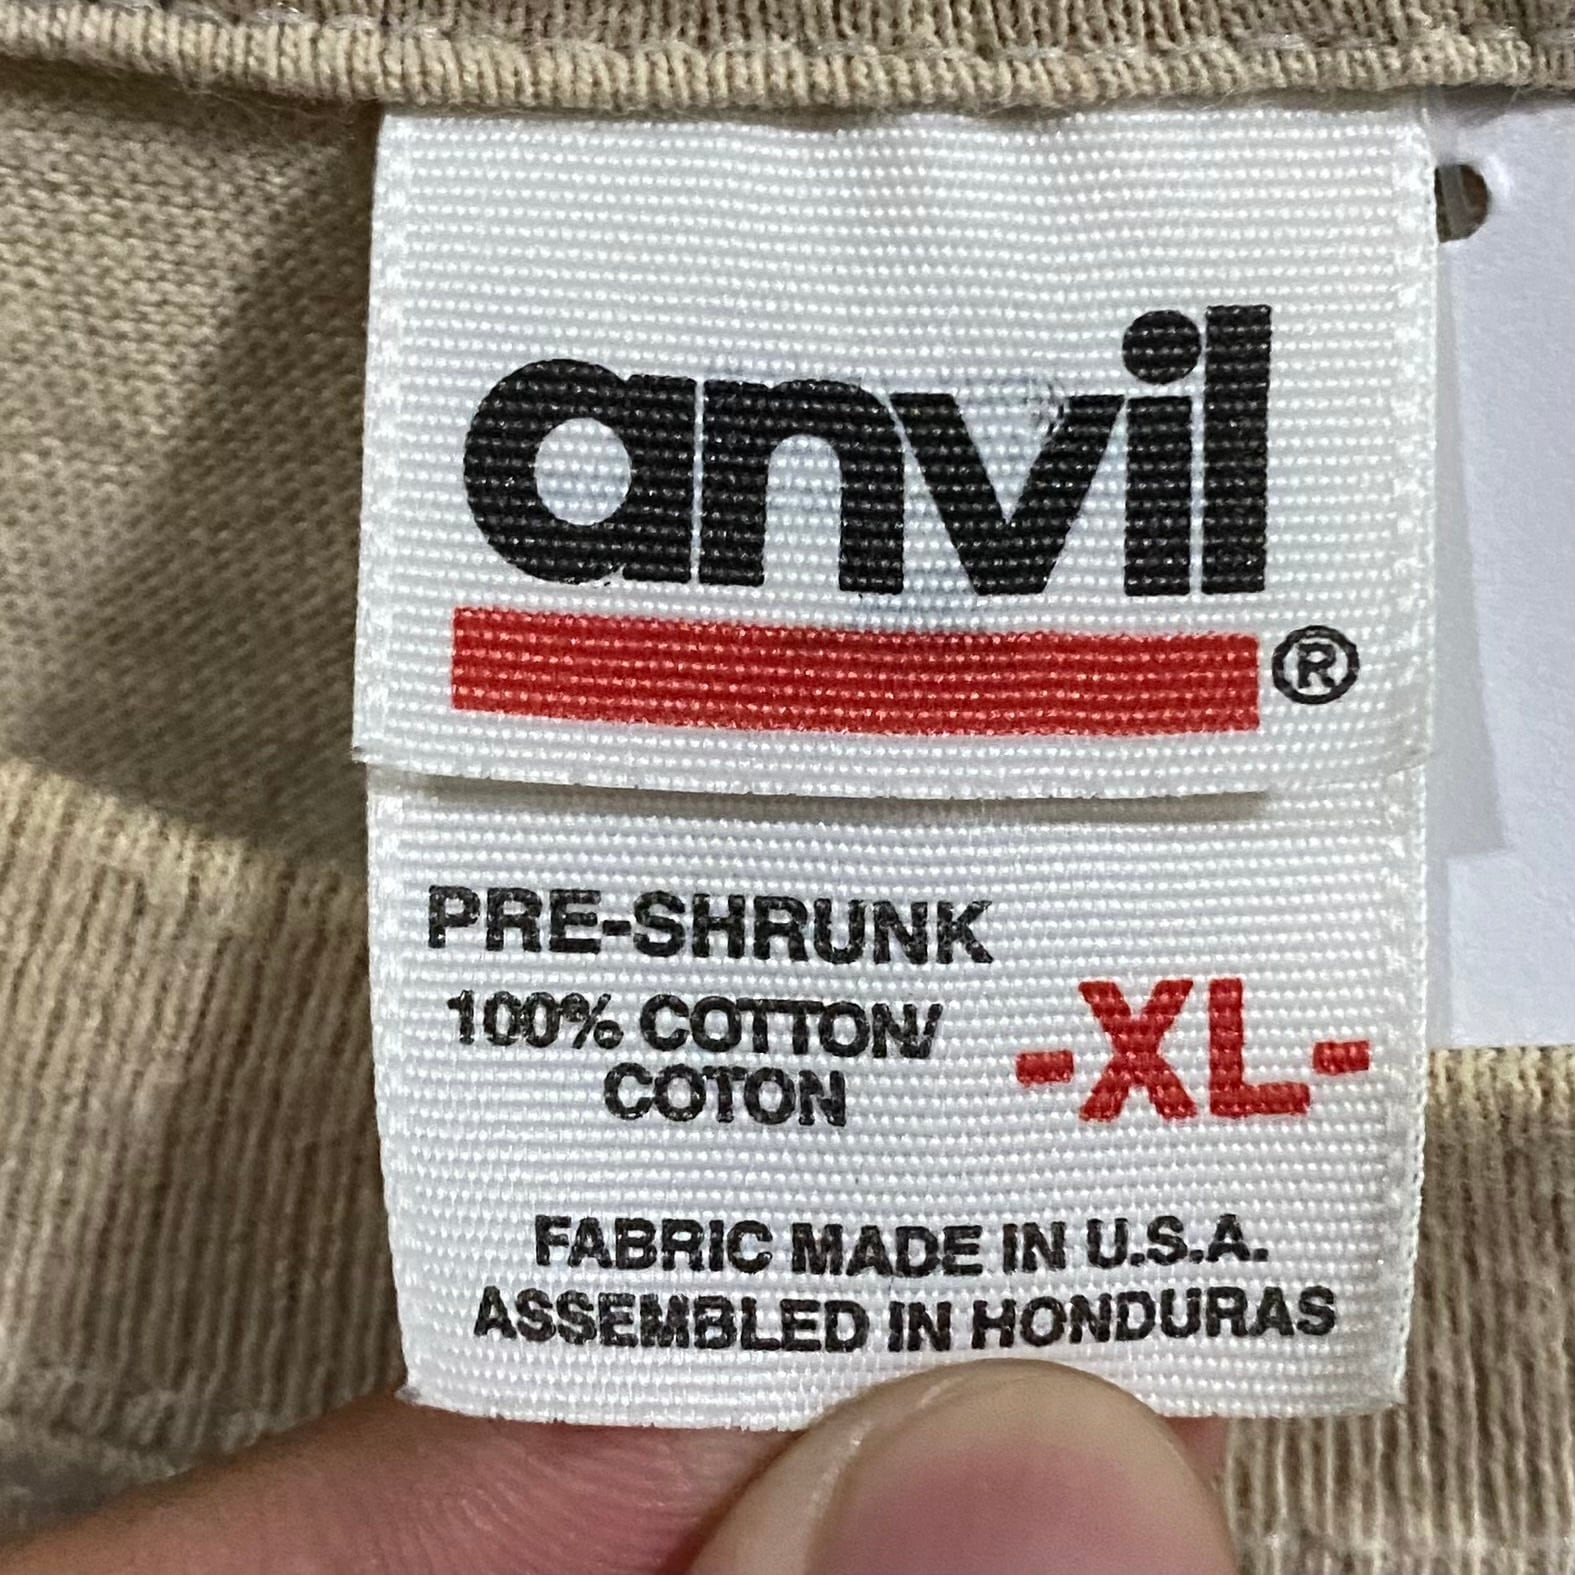 anvil
®
PRE-SHRUNK
100% COTTON/
COTON
-XL-
FABRIC MADE IN U.S.A.
ASSEMBLED IN HONDURAS